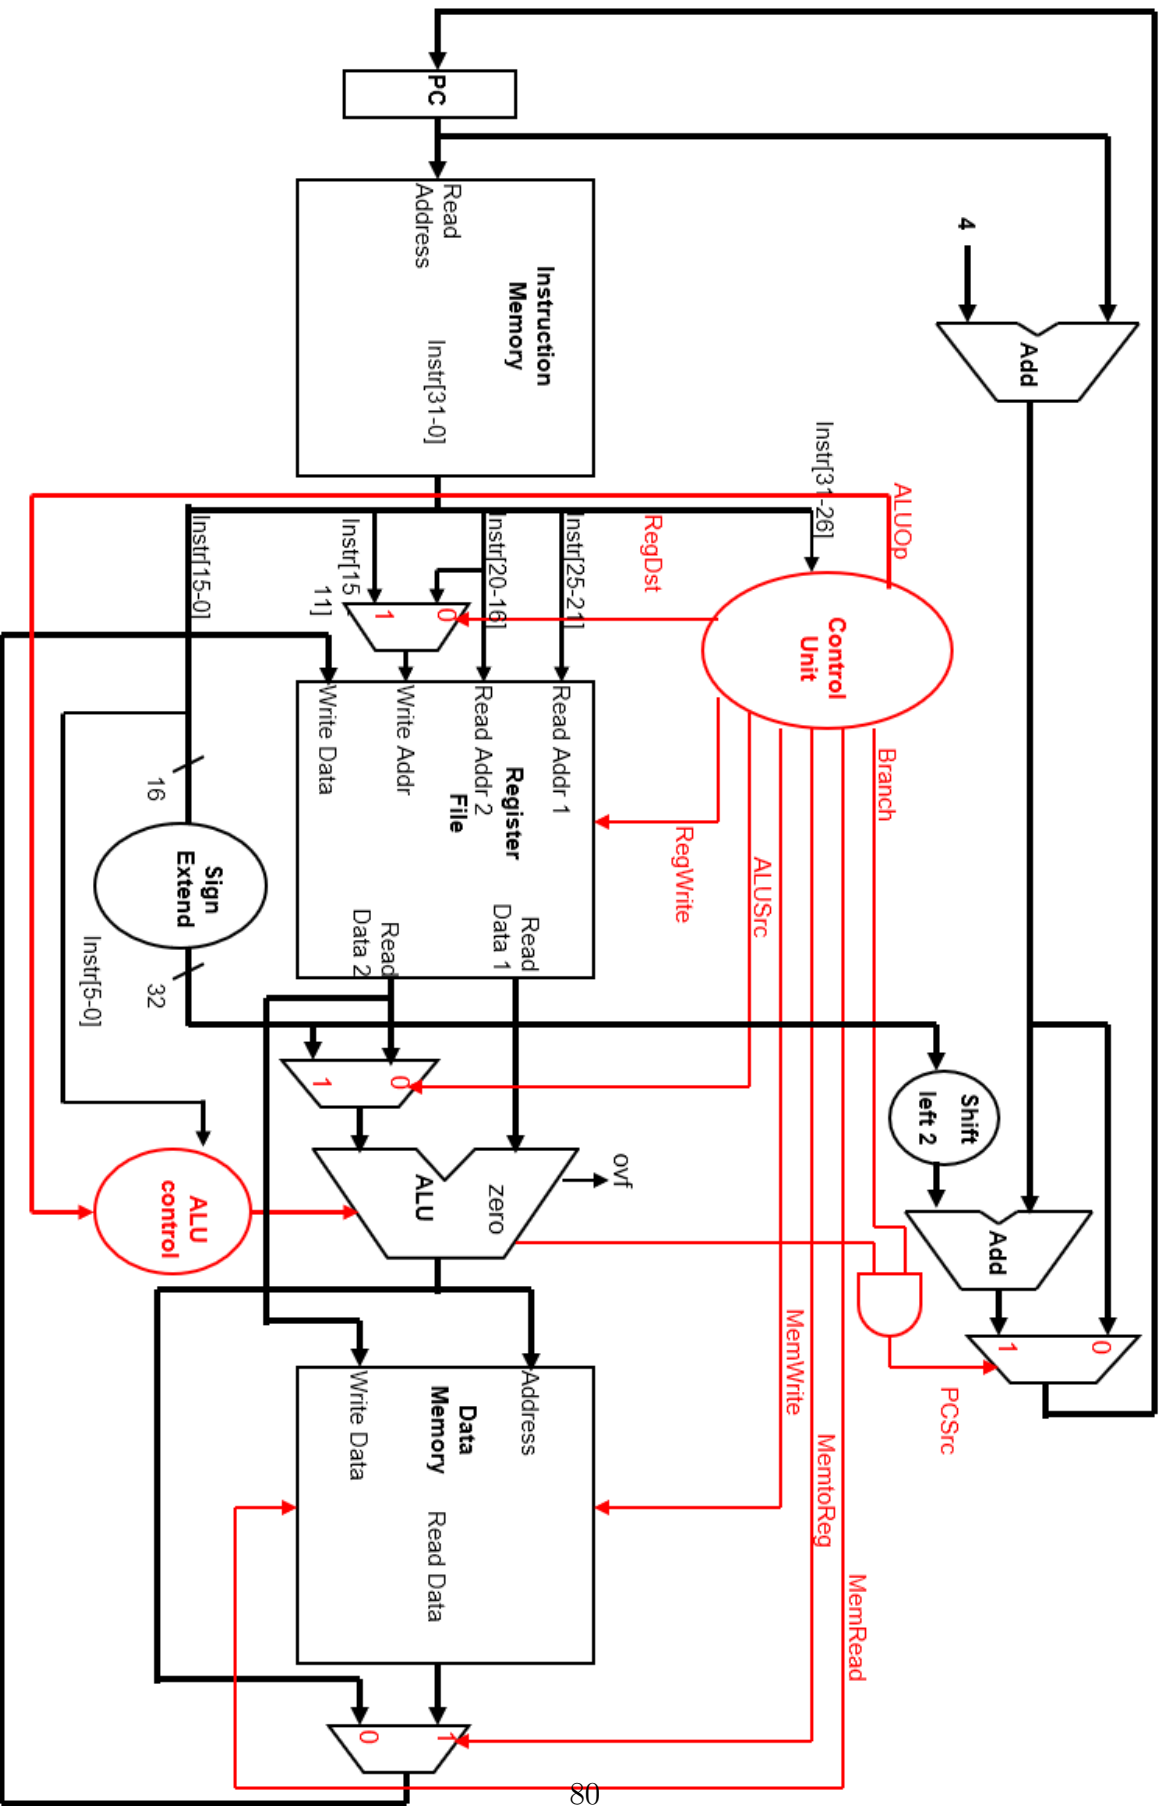 PC
4
Add
Read
Address
Instruction
Memory
Instr[31-0]
Instr[31-26]
ALUOp
RegDst
Instr[25-21]
Instr[20-16]
Instr[15
11]
Instr[15-0]
0
1
Control
Unit
Branch
RegWrite
ALUSrc
Read Addr 1
Read Addr 2
Write Addr
Write Data
Register
File
Read
Data 1
Read
Data 2
16
Sign
Extend
32
Instr[5-0]
0
1
Shift
left 2
Add
0
1
PCSrc
ovf
zero
ALU
ALU
control
MemWrite
MemtoReg
MemRead
Address
Data
Memory
Write Data
Read Data
1
0
80